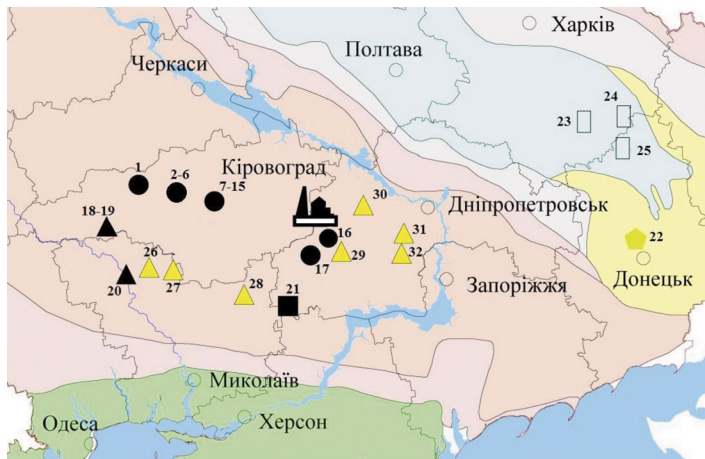 Харків
Полтава
Черкаси
24
23
25
1
2-6
Кіровоград
7-15
30
18-19
Дніпропетровськ
31
16
22
26
29
32
17
20
27
28
21
Донецьк
Запоріжжя
Миколаїв
Херсон
Одеса